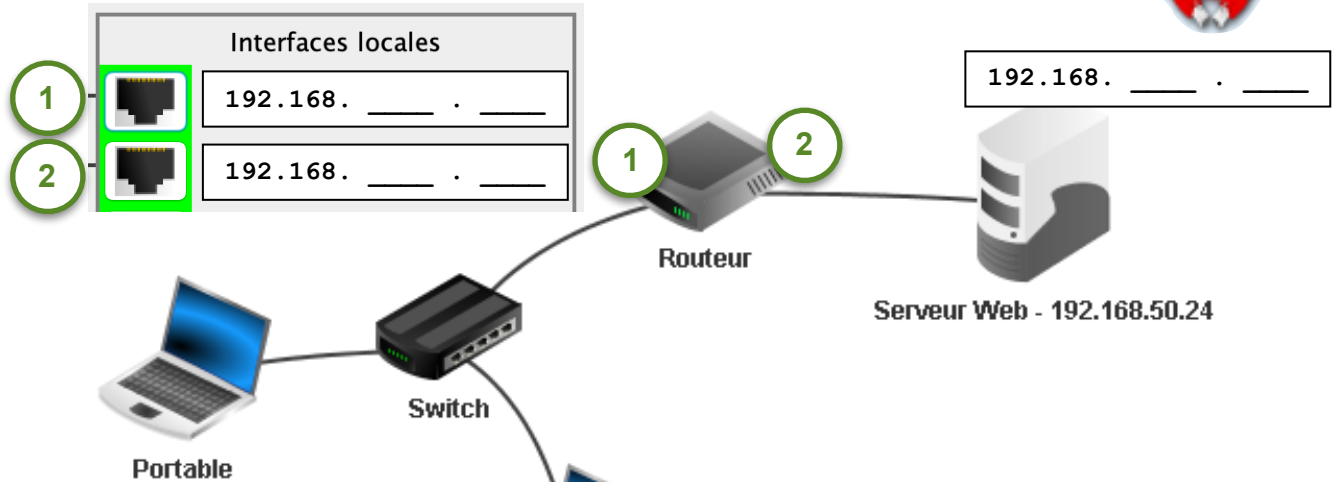 Interfaces locales
1
192.168. ____ . ____
2
192.168. ____ . ____
192.168. ____ . ____
1
2
Routeur
Serveur Web - 192.168.50.24
Switch
Portable